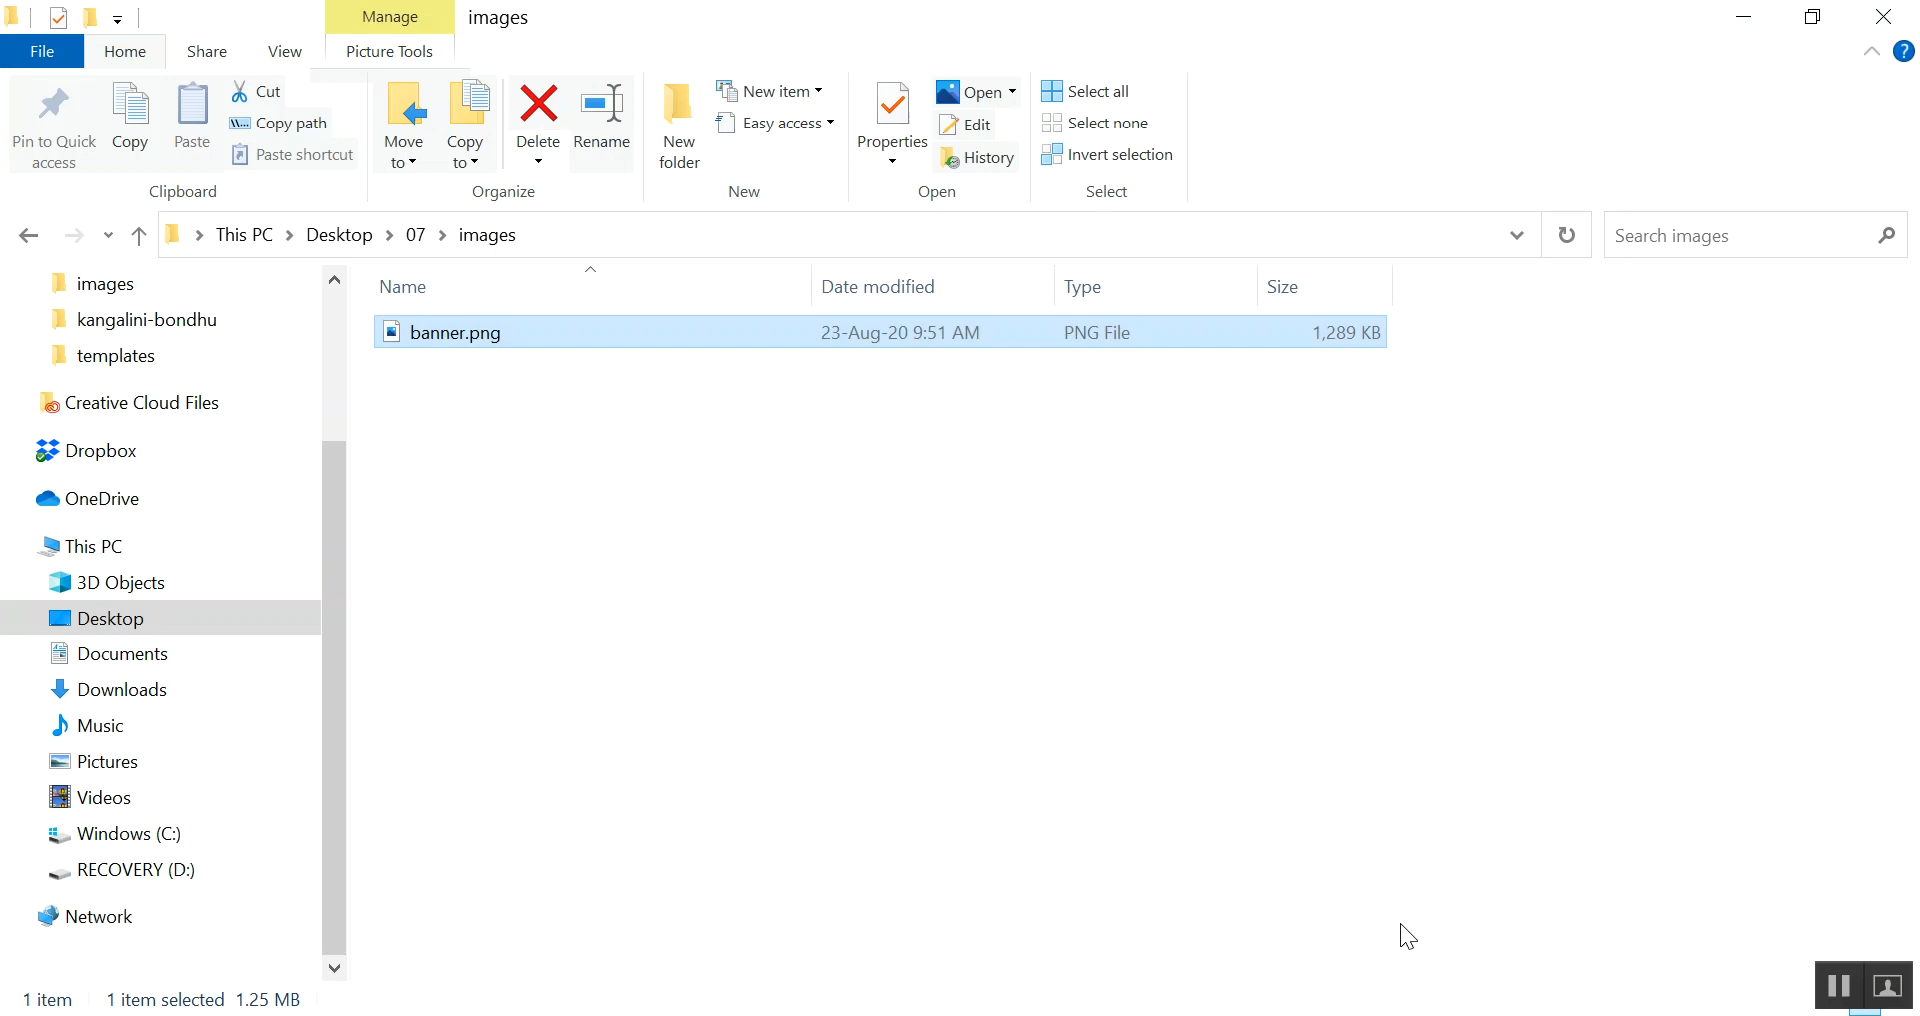 Manage images
File Home Share View Picture Tools
Pin to Quick access Copy Paste Cut Copy path Paste shortcut
Move to Copy to Delete Rename
New folder New item Easy access
Properties Open Edit History
Select all Select none Invert selection
Clipboard Organize New Open Select
This PC Desktop 07 images Search images
images
kangalini-bondhu
templates
Creative Cloud Files
Dropbox
OneDrive
This PC
3D Objects
Desktop
Documents
Downloads
Music
Pictures
Videos
Windows (C:)
RECOVERY (D:)
Network
Name Date modified Type Size
banner.png 23-Aug-20 9:51 AM PNG File 1,289 KB
1 item 1 item selected 1.25 MB